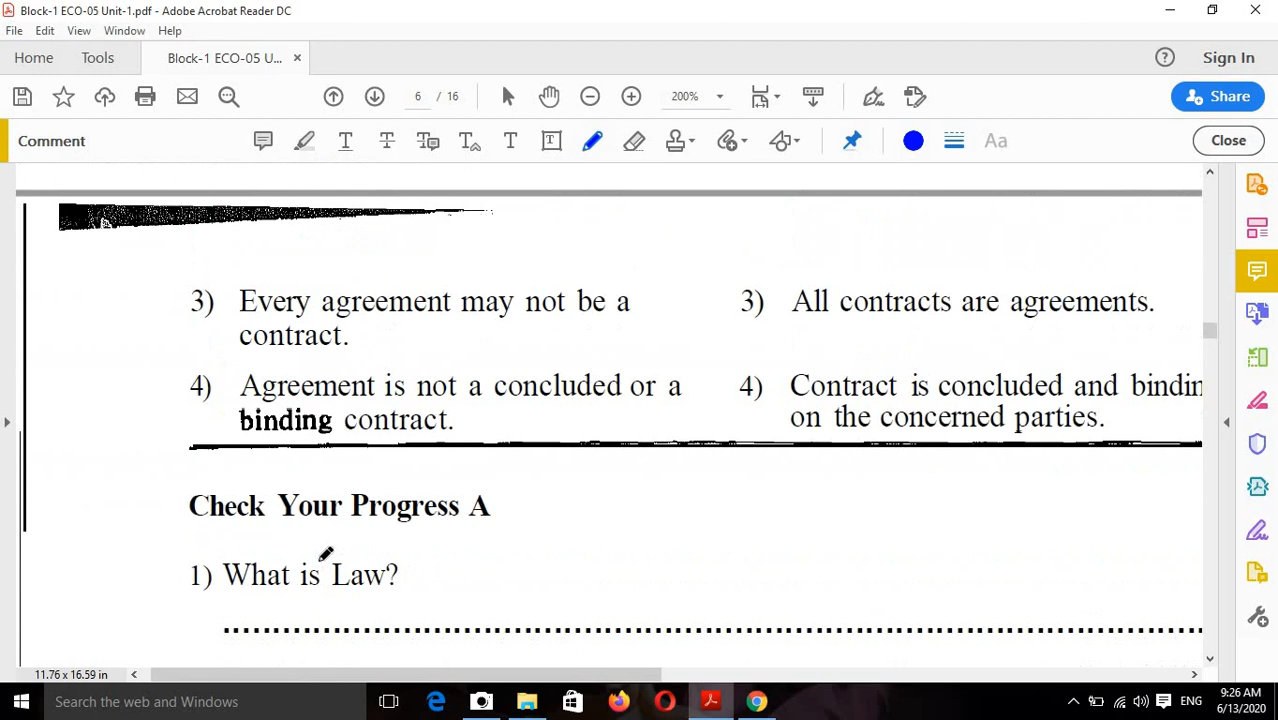 Block-1 ECO-05 Unit-1.pdf - Adobe Acrobat Reader DC
File Edit View Window Help
Home Tools Block-1 ECO-05 U... × Sign In
6 / 16 200% Share
Comment T T T T T T Aa Close
3) Every agreement may not be a
contract.
3) All contracts are agreements.
4) Agreement is not a concluded or a
binding contract.
4) Contract is concluded and bindin
on the concerned parties.
Check Your Progress A
1) What is Law?
11.76 x 16.59 in
Search the web and Windows
ENG
9:26 AM
6/13/2020